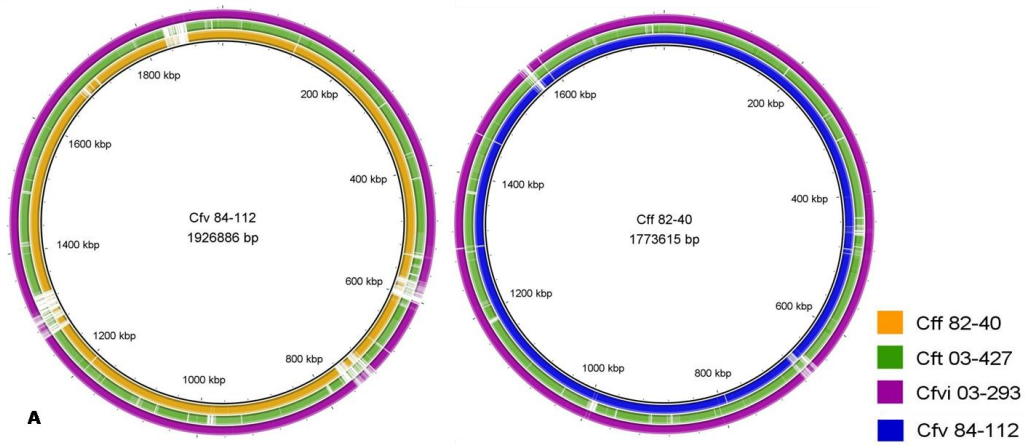 1800 kbp
200 kbp
1600 kbp
400 kbp
Cfv 84-112
1926886 bp
1400 kbp
600 kbp
1200 kbp
800 kbp
1000 kbp
A
1600 kbp
200 kbp
1400 kbp
400 kbp
Cff 82-40
1773615 bp
1200 kbp
600 kbp
1000 kbp
800 kbp
Cff 82-40
Cft 03-427
Cfvi 03-293
Cfv 84-112